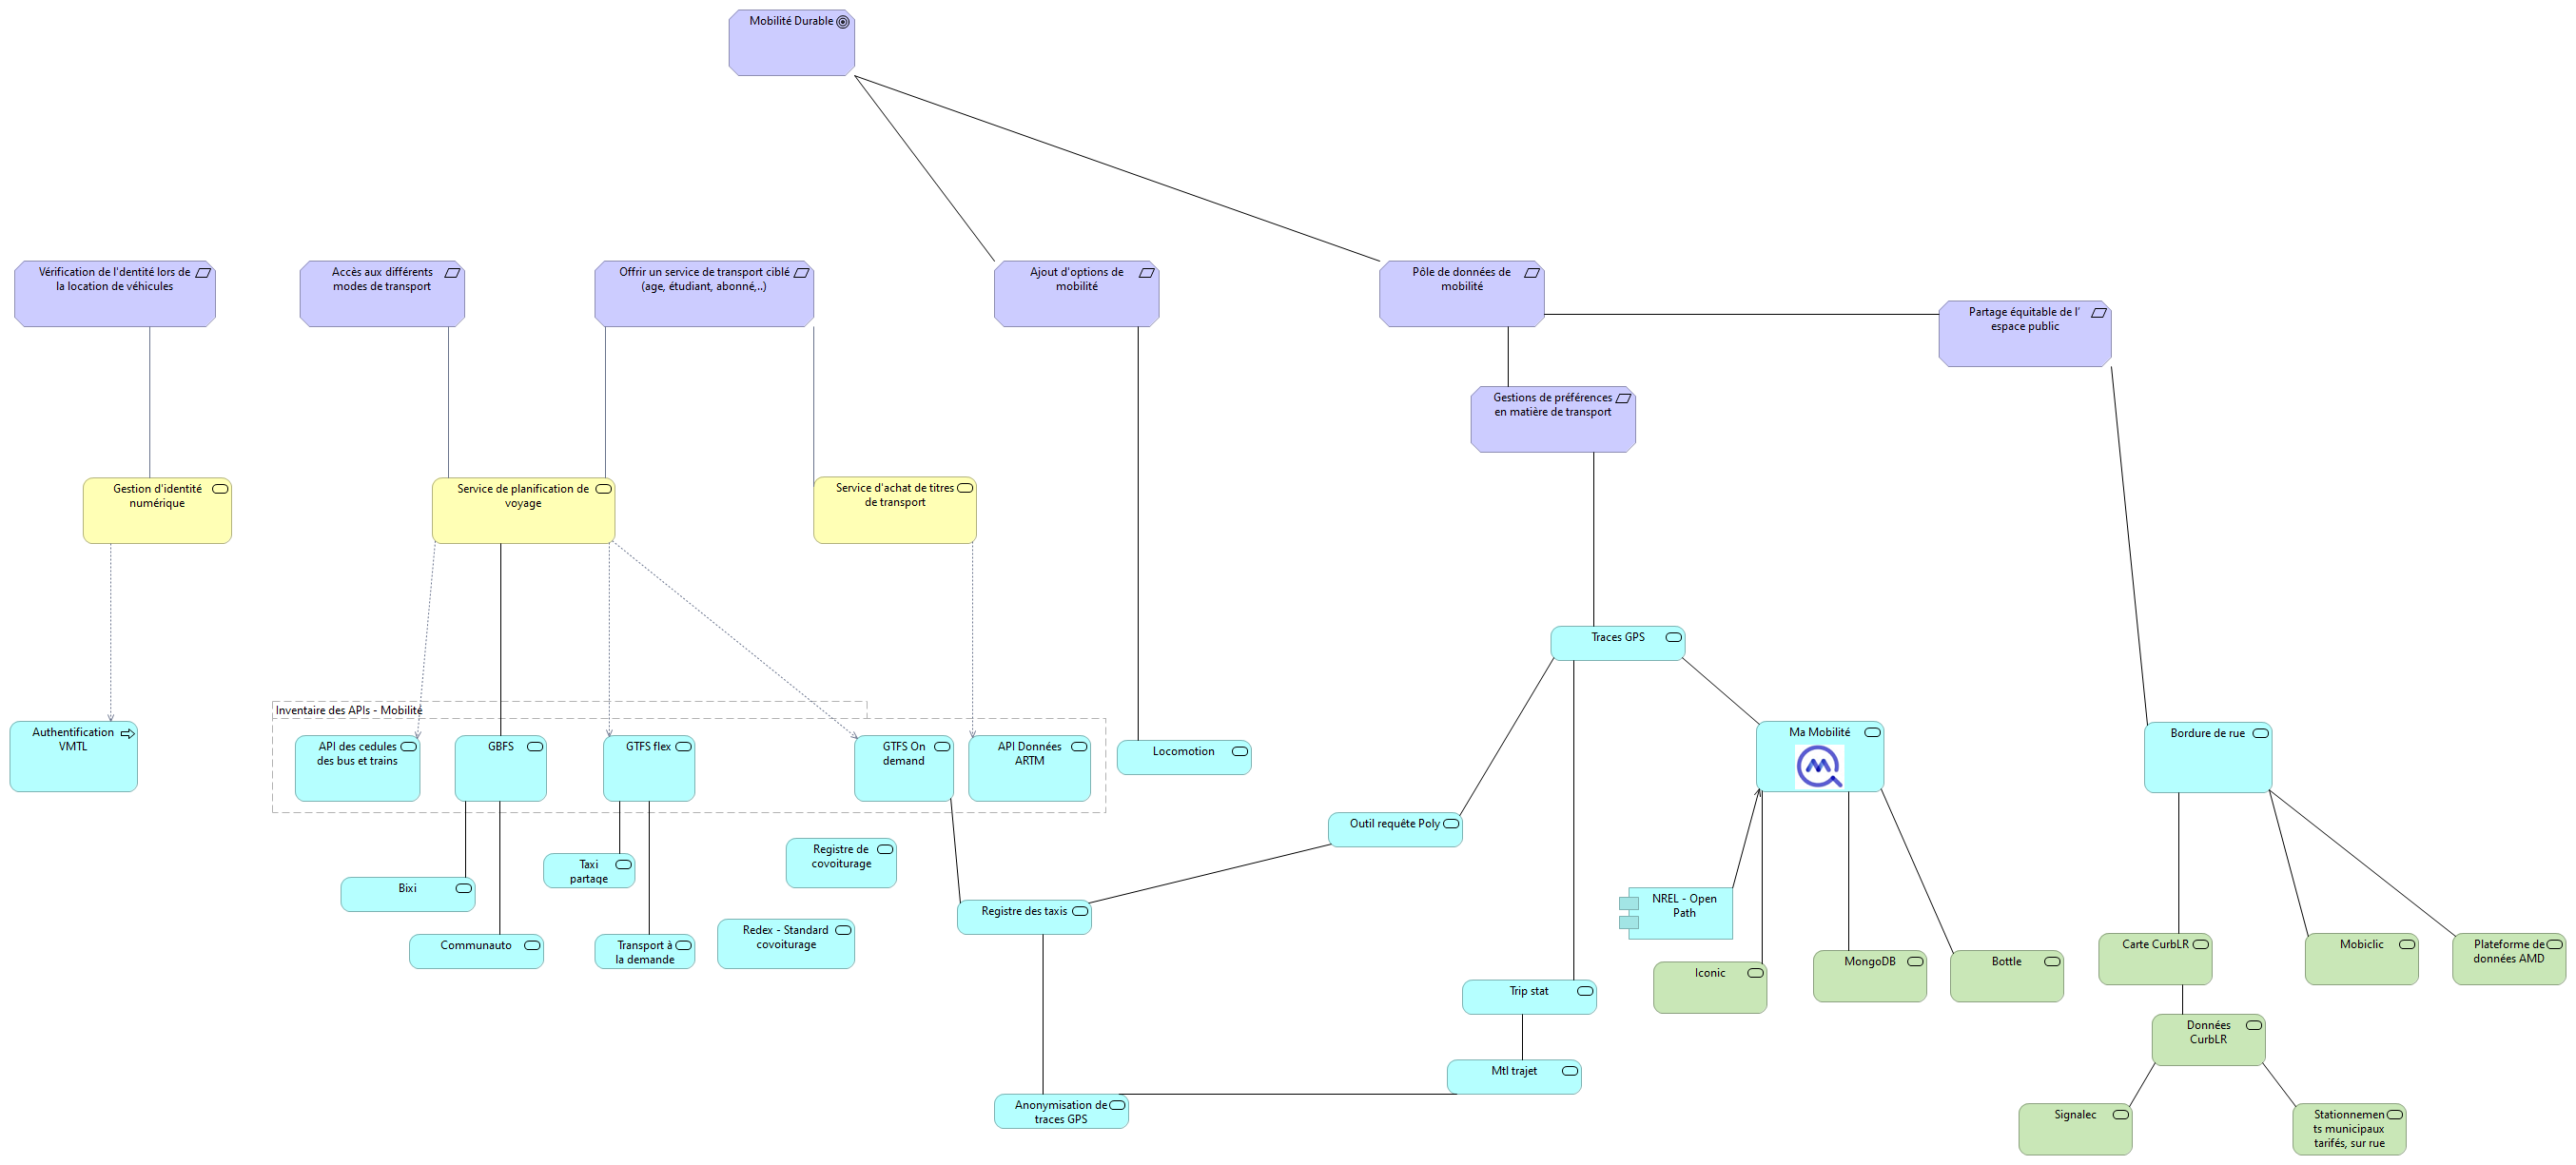 Mobilité Durable
Vérification de l'dentité lors de
la location de véhicules
Accès aux différents
modes de transport
Offrir un service de transport ciblé
(age, étudiant, abonné,..)
Ajout d'options de
mobilité
Pôle de données de
mobilité
Partage équitable de l'
espace public
Gestions de préférences
en matière de transport
Gestion d'identité
numérique
Service de planification de
voyage
Service d'achat de titres
de transport
Traces GPS
Inventaire des APIs - Mobilité
Authentification
VMTL
API des cedules
des bus et trains
GBFS
GTFS flex
GTFS On
demand
API Données
ARTM
Locomotion
Ma Mobilité
Bordure de rue
Outil requête Poly
Registre de
covoiturage
Taxi
partage
Bixi
Registre des taxis
NREL - Open
Path
Communauto
Transport à
la demande
Redex - Standard
covoiturage
Carte CurbLR
Mobiclic
Plateforme de
données AMD
Iconic
MongoDB
Bottle
Trip stat
Données
CurbLR
Mtl trajet
Anonymisation de
traces GPS
Signalec
Stationnemen
ts municipaux
tarifés, sur rue